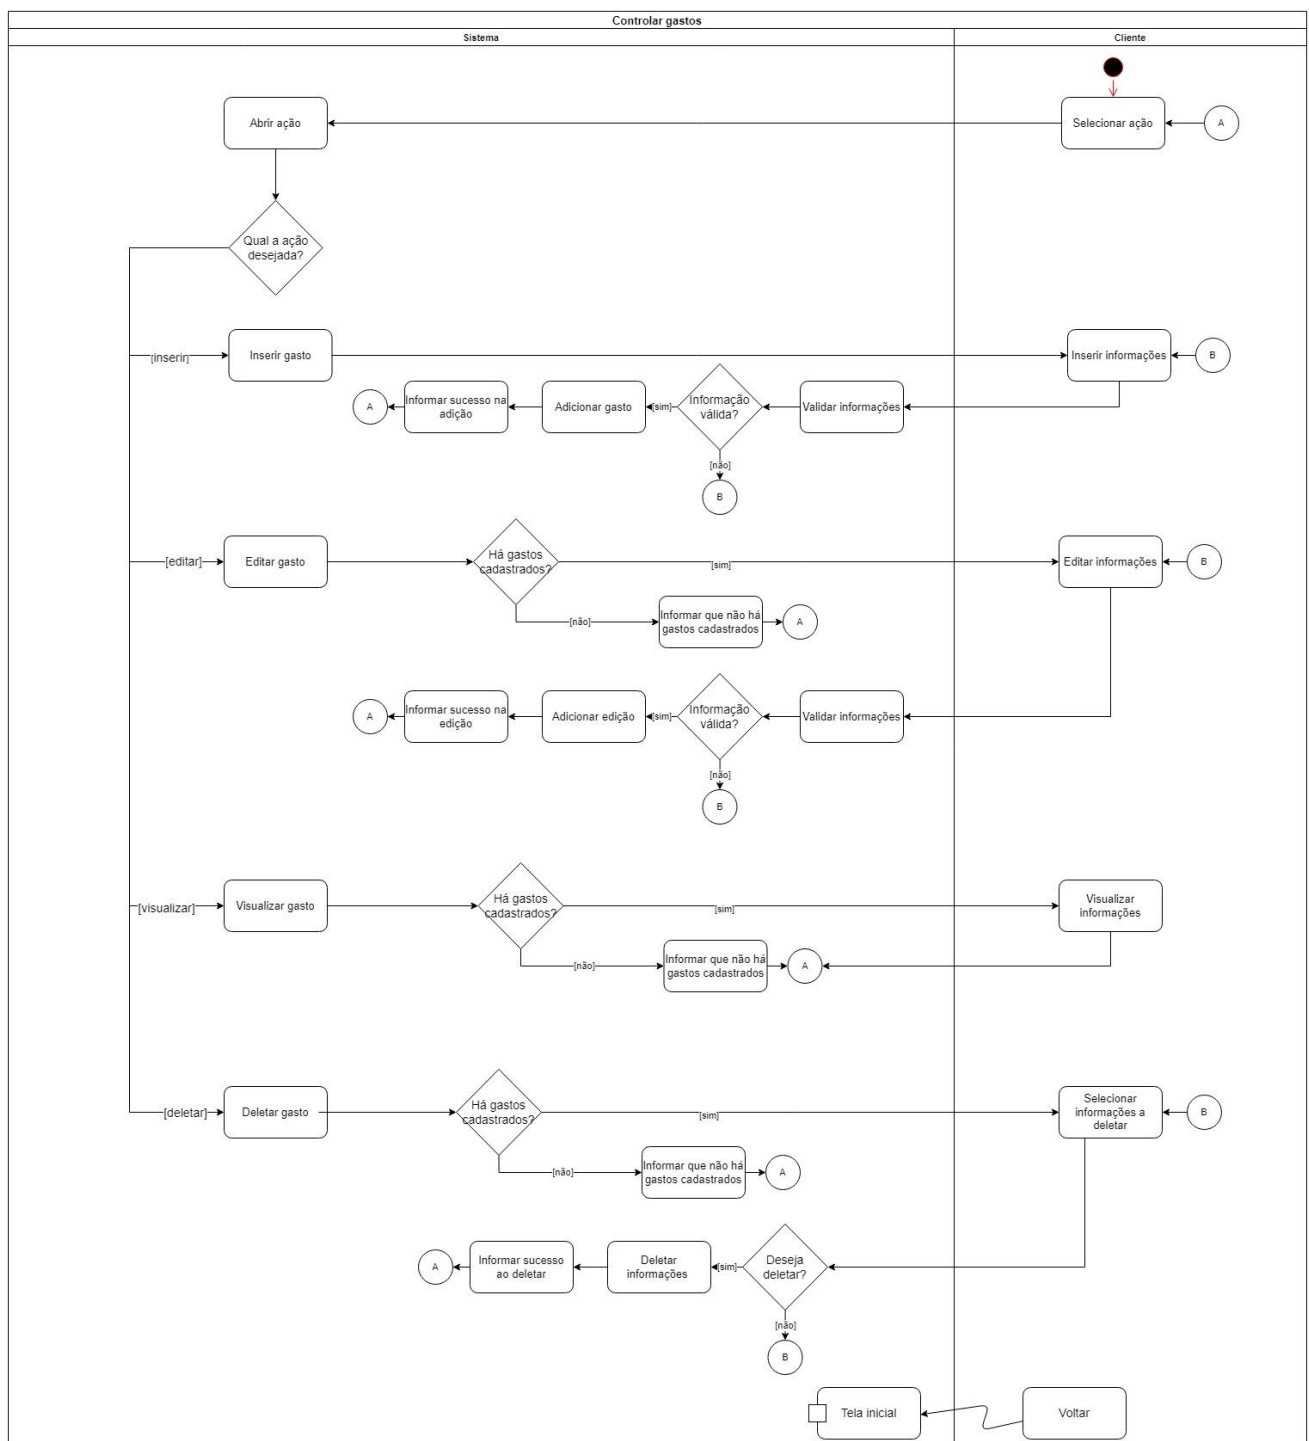 Controlar gastos
Sistema
Cliente
Abrir ação
Selecionar ação
A
Qual a ação
desejada?
[inserir]
Inserir gasto
Inserir informações
B
A
Informar sucesso na
adição
Adicionar gasto
[sim]
Informação
válida?
Validar informações
[não]
B
[editar]
Editar gasto
Há gastos
cadastrados?
[sim]
Editar informações
B
[não]
Informar que não há
gastos cadastrados
A
A
Informar sucesso na
edição
Adicionar edição
[sim]
Informação
válida?
Validar informações
[não]
B
[visualizar]
Visualizar gasto
Há gastos
cadastrados?
[sim]
Visualizar
informações
[não]
Informar que não há
gastos cadastrados
A
[deletar]
Deletar gasto
Há gastos
cadastrados?
[sim]
Selecionar
informações a
deletar
B
[não]
Informar que não há
gastos cadastrados
A
A
Informar sucesso
ao deletar
Deletar
informações
[sim]
Deseja
deletar?
[não]
B
Tela inicial
Voltar